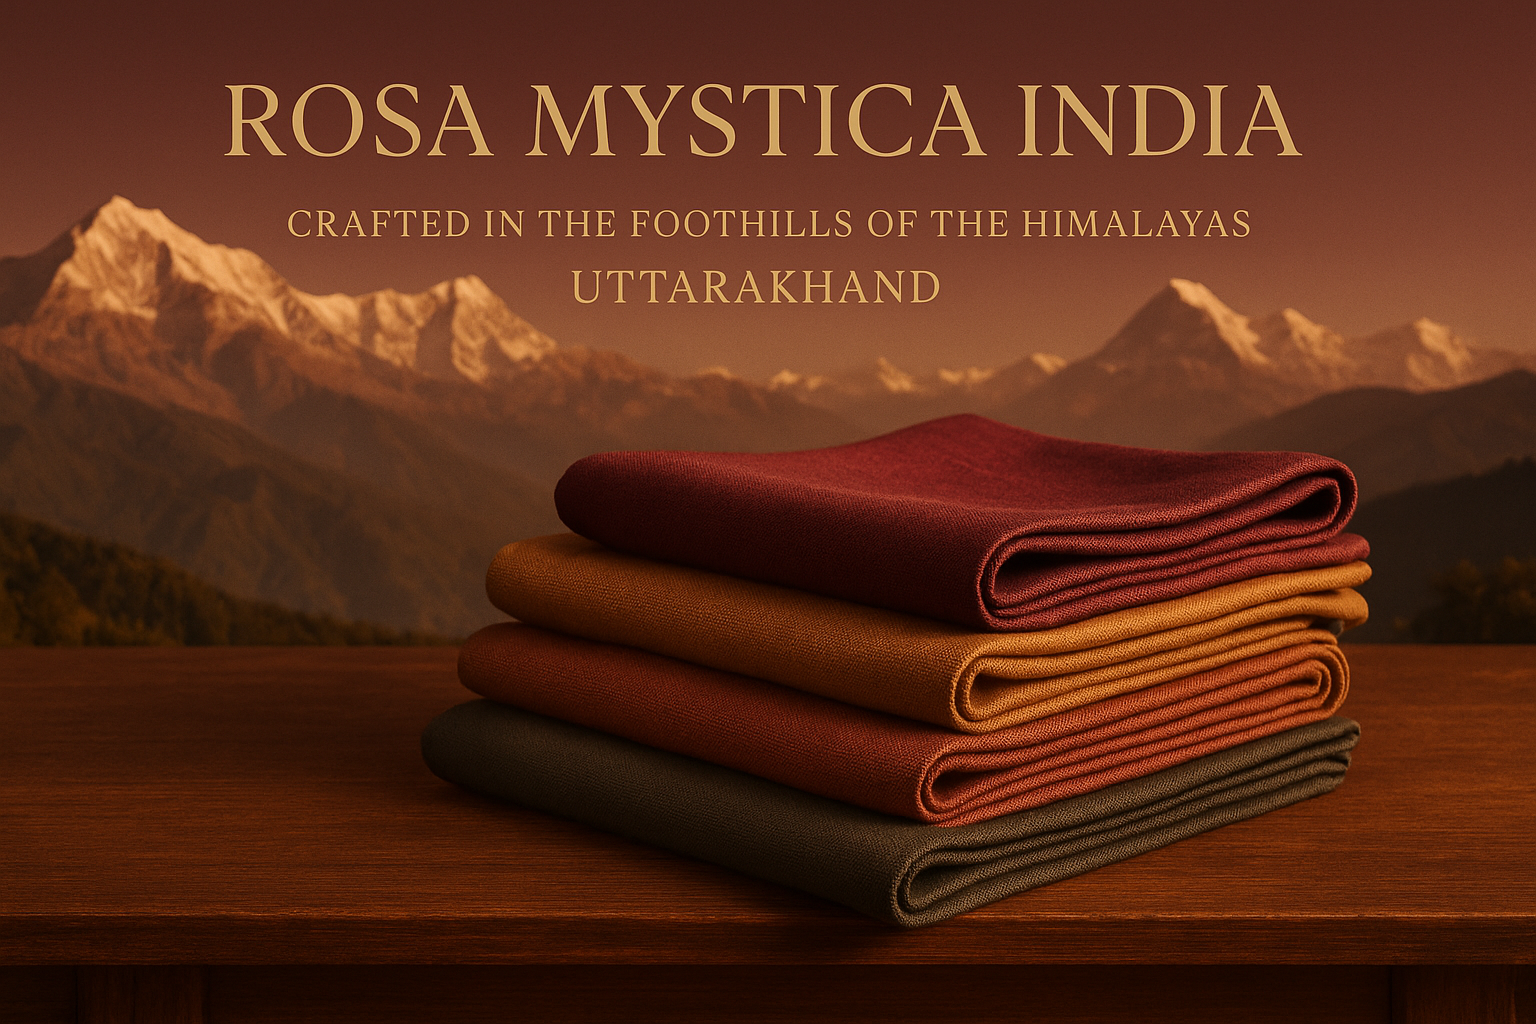 ROSA MYSTICA INDIA
CRAFTED IN THE FOOTHILLS OF THE HIMALAYAS
UTTARAKHAND